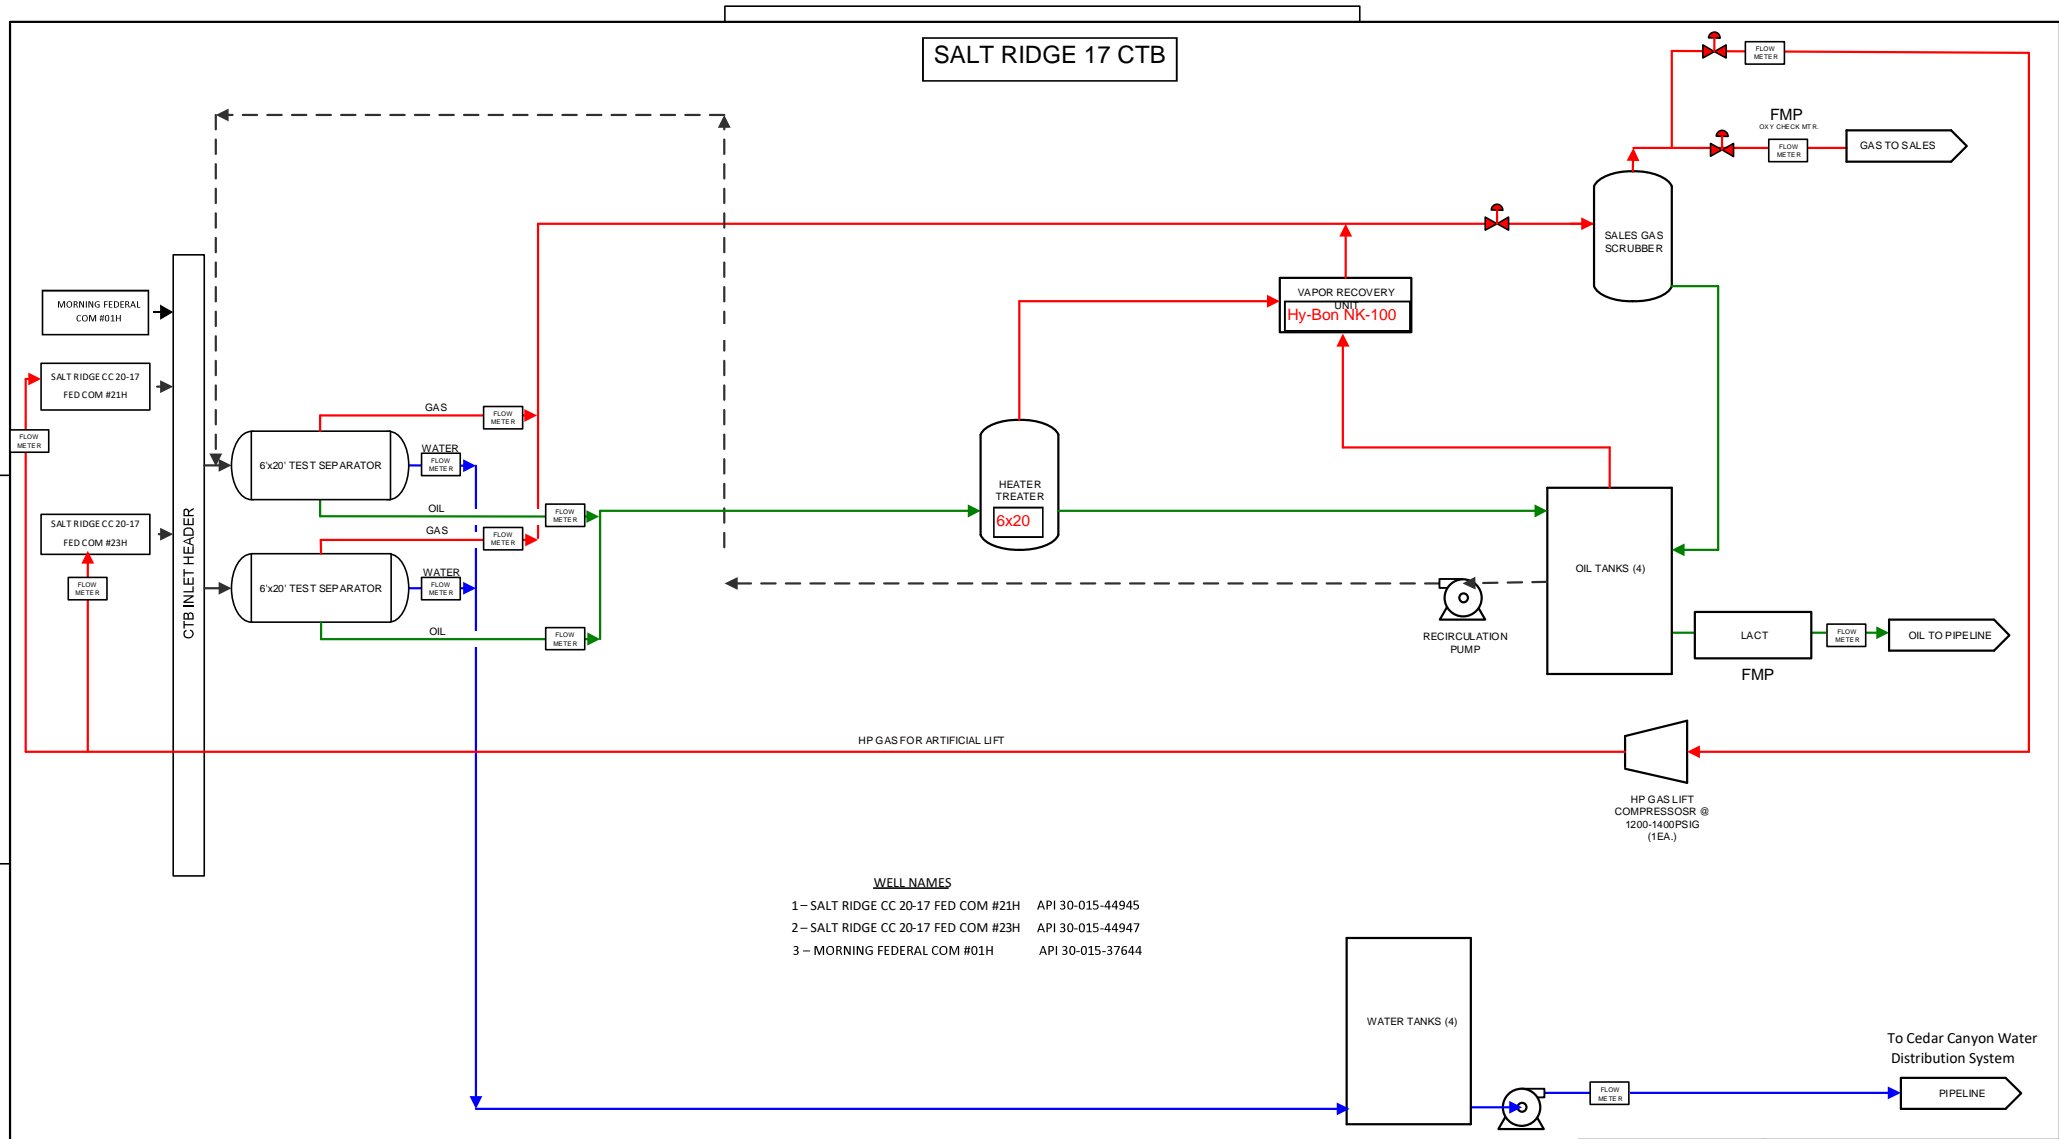 SALT RIDGE 17 CTB
FLOW
METER
FMP
OXY CHECK MTR.
FLOW
METER
GAS TO SALES
SALES GAS
SCRUBBER
VAPOR RECOVERY
UNIT
Hy-Bon NK-100
MORNING FEDERAL
COM #01H
SALT RIDGE CC 20-17
FED COM #21H
FLOW
METER
SALT RIDGE CC 20-17
FED COM #23H
FLOW
METER
CTB INLET HEADER
GAS
FLOW
METER
WATER
FLOW
METER
6'x20' TEST SEPARATOR
OIL
FLOW
METER
GAS
FLOW
METER
WATER
FLOW
METER
6'x20' TEST SEPARATOR
OIL
FLOW
METER
HEATER
TREATER
6x20
OIL TANKS (4)
RECIRCULATION
PUMP
LACT
FMP
FLOW
METER
OIL TO PIPELINE
HP GAS FOR ARTIFICIAL LIFT
HP GAS LIFT
COMPRESSOSR @
1200-1400PSIG
(1EA.)
WELL NAMES
1 – SALT RIDGE CC 20-17 FED COM #21H API 30-015-44945
2 – SALT RIDGE CC 20-17 FED COM #23H API 30-015-44947
3 – MORNING FEDERAL COM #01H API 30-015-37644
WATER TANKS (4)
FLOW
METER
To Cedar Canyon Water
Distribution System
PIPELINE